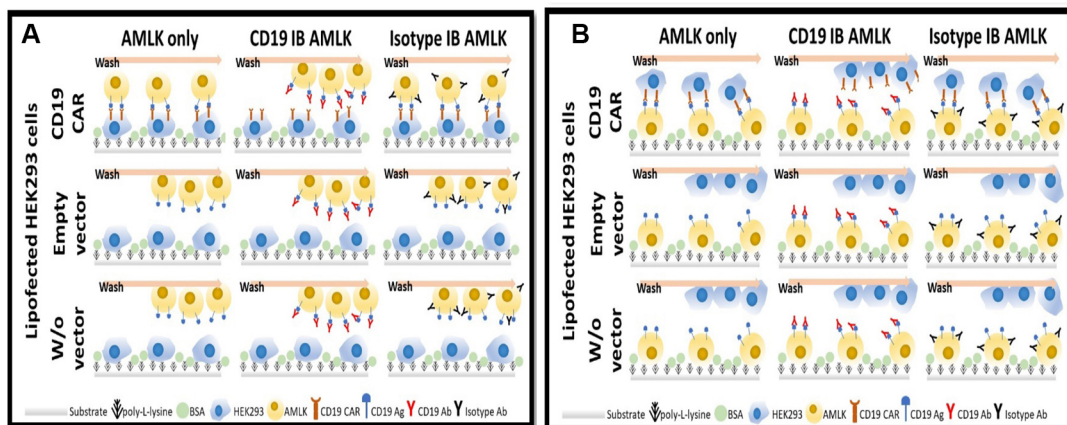 A
AMLK only CD19 IB AMLK Isotype IB AMLK
Lipofected HEK293 cells
CD19 CAR
Wash Wash Wash
Empty vector
Wash Wash Wash
W/o vector
Wash Wash Wash
Substrate poly-L-lysine BSA HEK293 AMLK CD19 CAR CD19 Ag CD19 Ab Isotype Ab
B
AMLK only CD19 IB AMLK Isotype IB AMLK
Lipofected HEK293 cells
CD19 CAR
Wash Wash Wash
Empty vector
Wash Wash Wash
W/o vector
Wash Wash Wash
Substrate poly-L-lysine BSA HEK293 AMLK CD19 CAR CD19 Ag CD19 Ab Isotype Ab